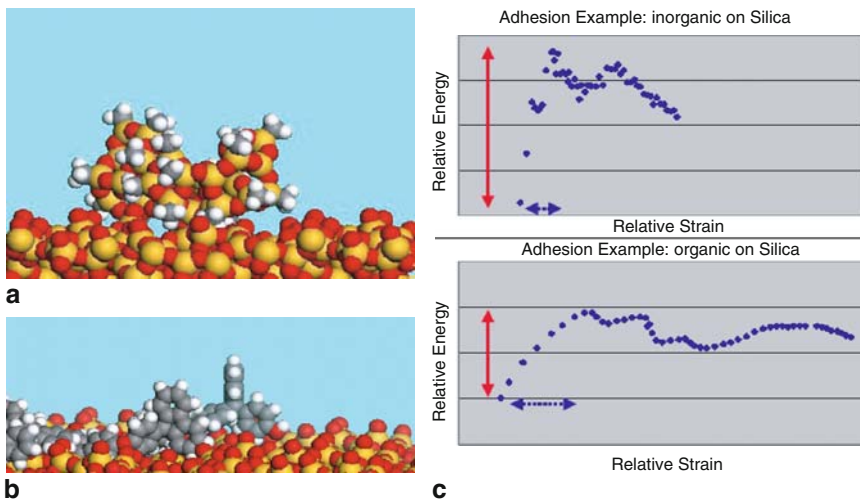 Adhesion Example: inorganic on Silica
Relative Energy
Relative Strain
a
Adhesion Example: organic on Silica
Relative Energy
Relative Strain
b
c